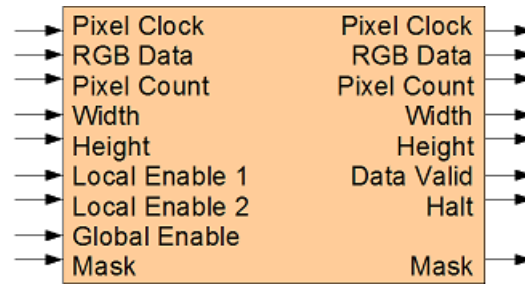 Pixel Clock Pixel Clock
RGB Data RGB Data
Pixel Count Pixel Count
Width Width
Height Height
Local Enable 1 Data Valid
Local Enable 2 Halt
Global Enable
Mask Mask